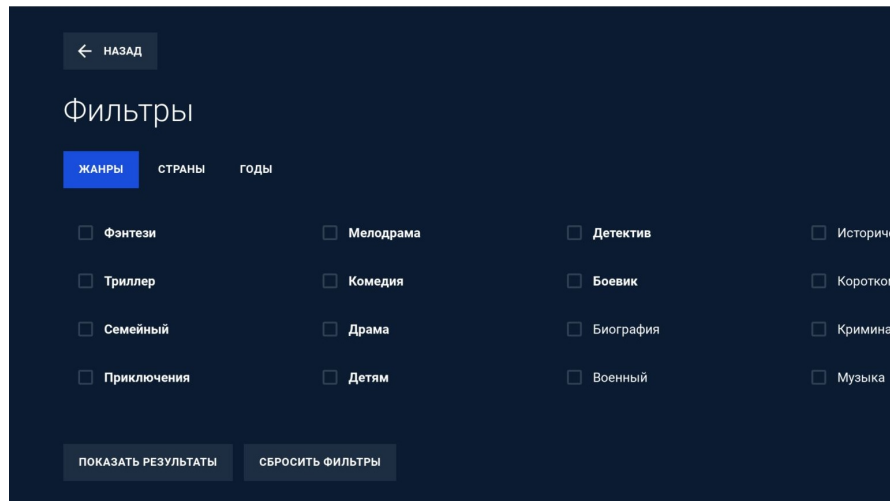 НАЗАД
Фильтры
ЖАНРЫ СТРАНЫ ГОДЫ
Фэнтези Мелодрама Детектив
Триллер Комедия Боевик
Семейный Драма Биография
Приключения Детям Военный Музыка
ПОКАЗАТЬ РЕЗУЛЬТАТЫ СБРОСИТЬ ФИЛЬТРЫ